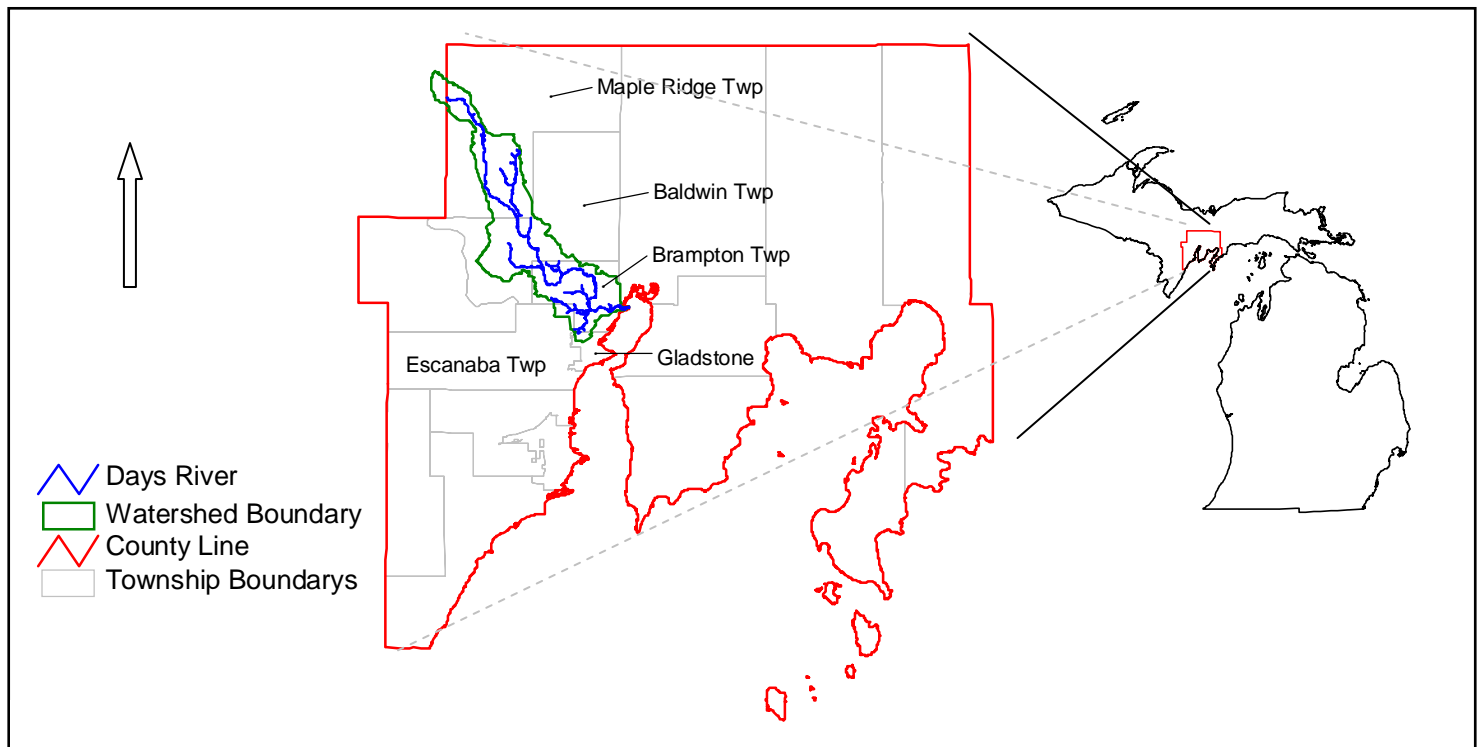 Maple Ridge Twp
Baldwin Twp
Brampton Twp
Gladstone
Escanaba Twp
Days River
Watershed Boundary
County Line
Township Boundarys